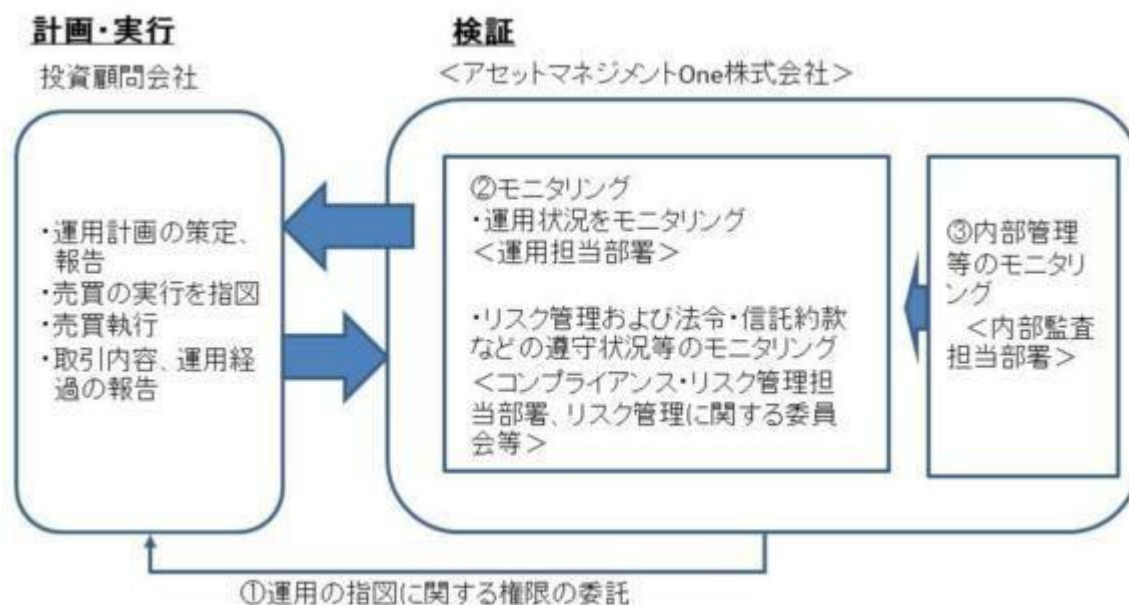 計画・実行
投資顧問会社
・運用計画の策定、
報告
・売買の実行を指図
・売買執行
・取引内容、運用経
過の報告
検証
＜アセットマネジメントOne株式会社＞
②モニタリング
・運用状況をモニタリング
＜運用担当部署＞
・リスク管理および法令・信託約款
などの遵守状況等のモニタリング
＜コンプライアンス・リスク管理担
当部署、リスク管理に関する委員
会等＞
③内部管理
等のモニタリ
ング
＜内部監査
担当部署＞
①運用の指図に関する権限の委託